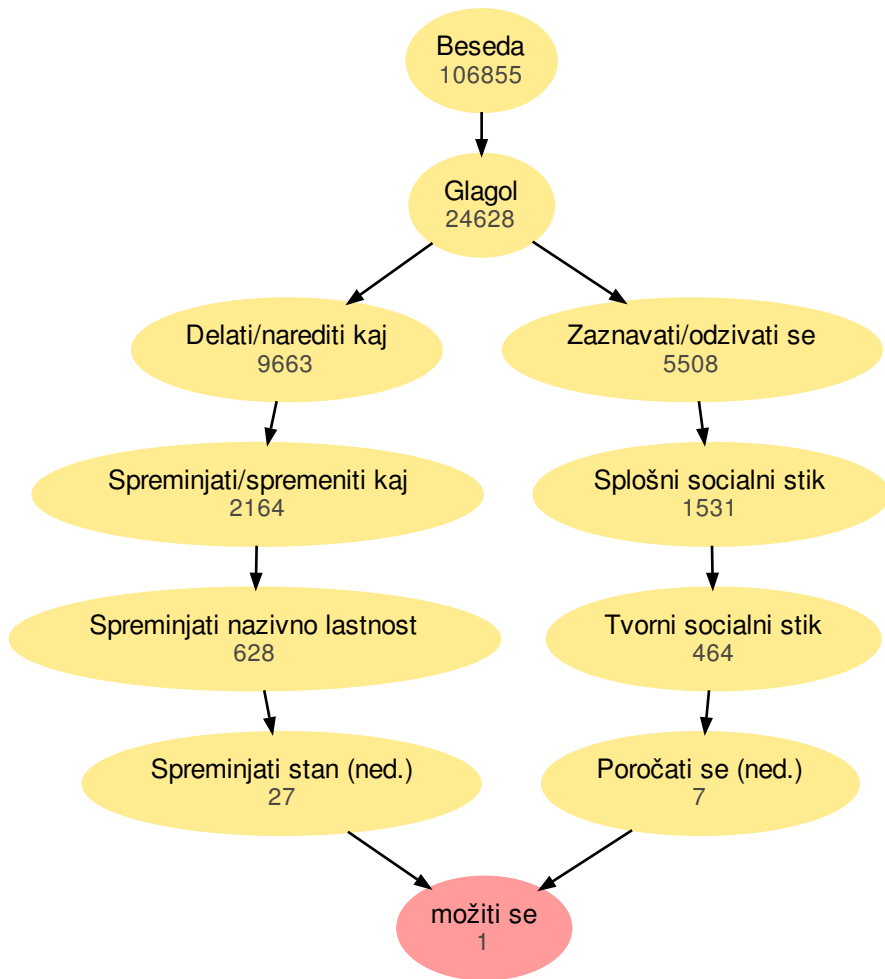 Beseda
106855
Glagol
24628
Delati/narediti kaj
9663
Zaznavati/odzivati se
5508
Spreminjati/spremeniti kaj
2164
Splošni socialni stik
1531
Spreminjati nazivno lastnost
628
Tvorni socialni stik
464
Spreminjati stan (ned.)
27
Poročati se (ned.)
7
možiti se
1